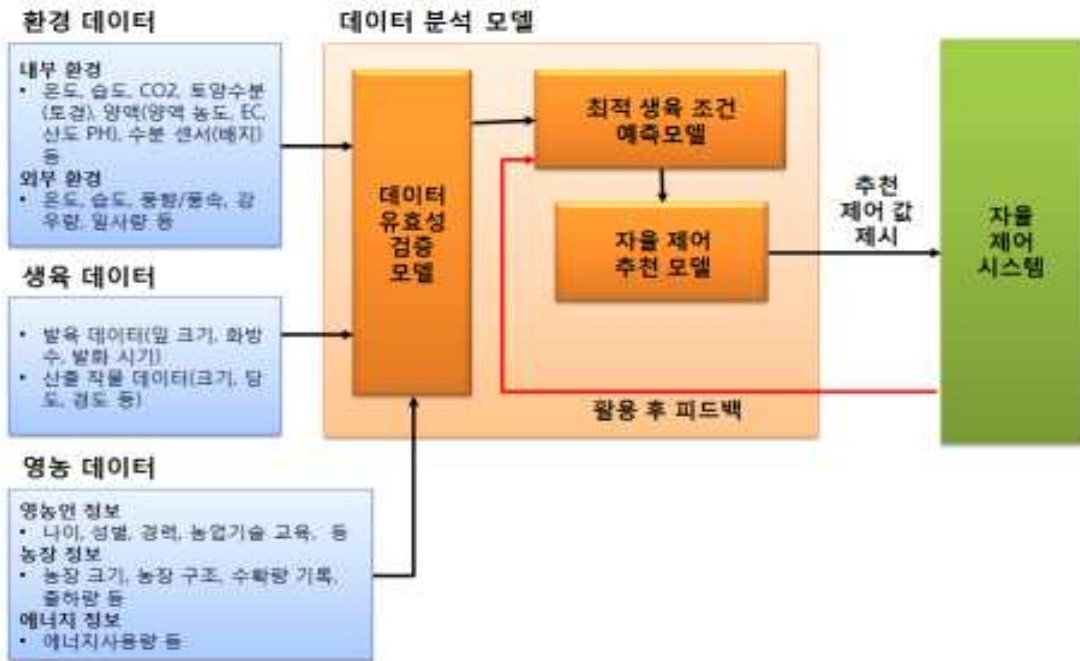 환경 데이터
내부 환경
• 온도, 습도, CO2, 토양수분
(토경), 양액(양액 농도, EC,
산도 PH), 수분 센서(배지)
등
외부 환경
• 온도, 습도, 풍향/풍속, 강
우량, 일사량 등
생육 데이터
• 발육 데이터(잎 크기, 화방
수, 발화 시기)
• 산출 작물 데이터(크기, 당
도, 경도 등)
영농 데이터
영농인 정보
• 나이, 성별, 경력, 농업기술 교육, 등
농장 정보
• 농장 크기, 농장 구조, 수확량 기록,
출하량 등
에너지 정보
• 에너지사용량 등
데이터 분석 모델
데이터
유효성
검증
모델
최적 생육 조건
예측모델
자율 제어
추천 모델
활용 후 피드백
추천
제어 값
제시
자율
제어
시스템